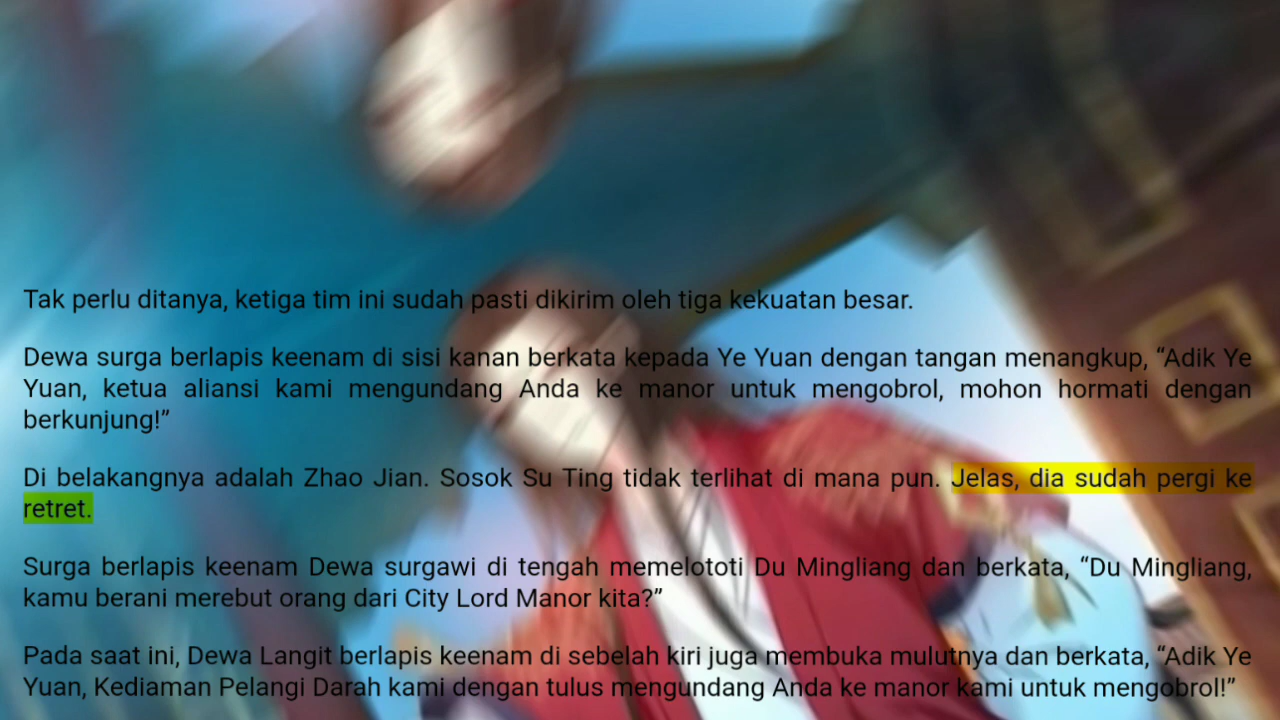 Tak perlu ditanya, ketiga tim ini sudah pasti dikirim oleh tiga kekuatan besar.
Dewa surga berlapis keenam di sisi kanan berkata kepada Ye Yuan dengan tangan menangkup, “Adik Ye
Yuan, ketua aliansi kami mengundang Anda ke manor untuk mengobrol, mohon hormati dengan
berkunjung!”
Di belakangnya adalah Zhao Jian. Sosok Su Ting tidak terlihat di mana pun. Jelas, dia sudah pergi ke
retret.
Surga berlapis keenam Dewa surgawi di tengah memelototi Du Mingliang dan berkata, “Du Mingliang,
kamu berani merebut orang dari City Lord Manor kita?”
Pada saat ini, Dewa Langit berlapis keenam di sebelah kiri juga membuka mulutnya dan berkata, “Adik Ye
Yuan, Kediaman Pelangi Darah kami dengan tulus mengundang Anda ke manor kami untuk mengobrol!”